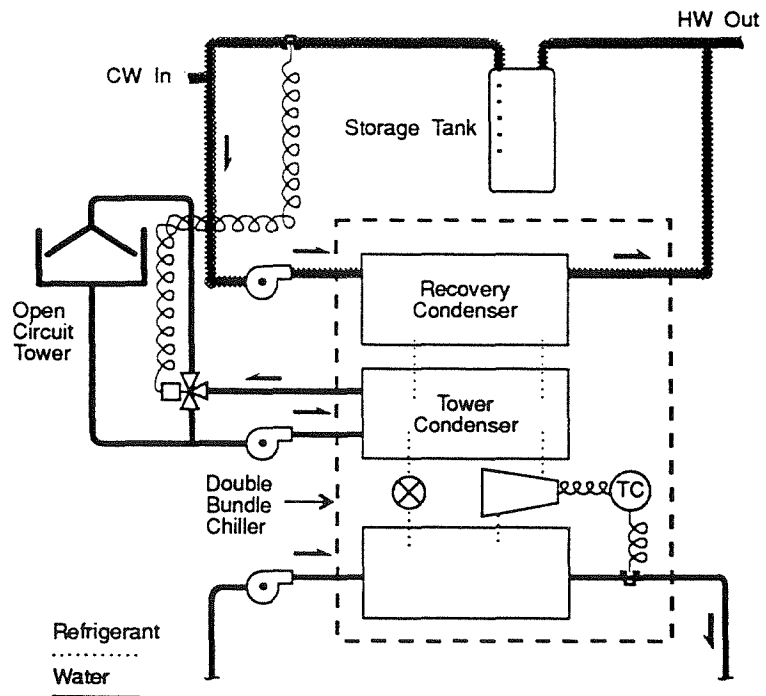 HW Out
CW In
Storage Tank
Recovery
Condenser
Open
Circuit
Tower
Tower
Condenser
Double
Bundle
Chiller
TC
Refrigerant
Water